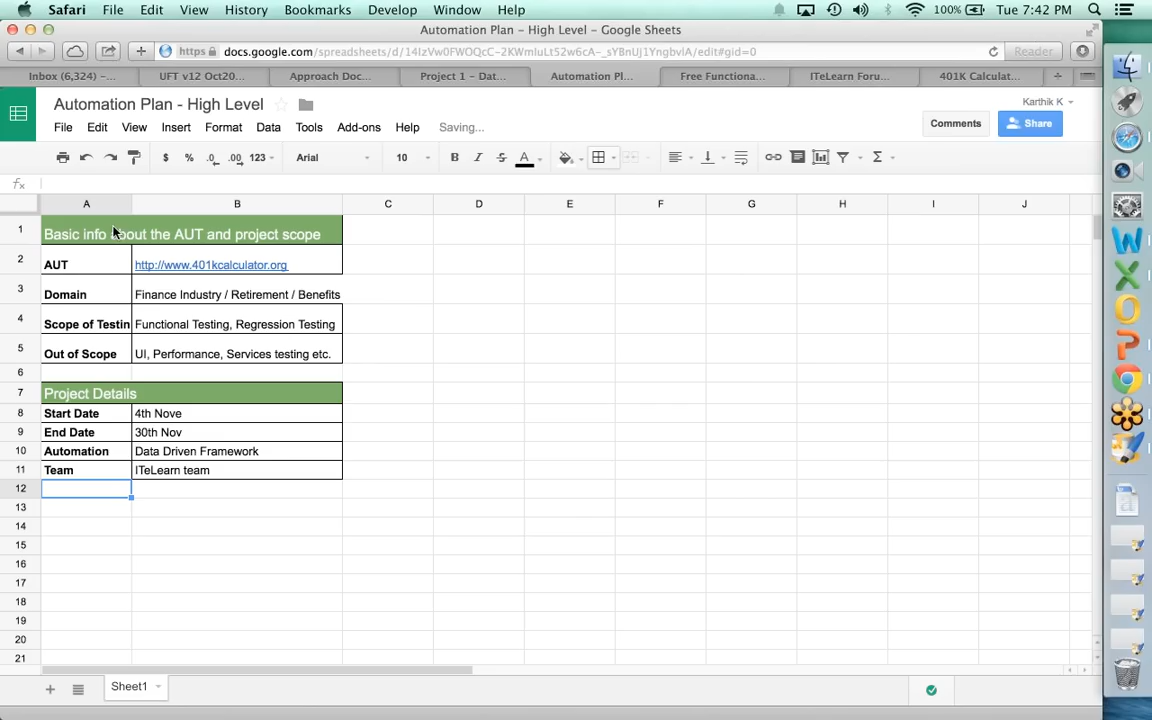 Safari File Edit View History Bookmarks Develop Window Help 100% Tue 7:42 PM
Automation Plan – High Level – Google Sheets
https docs.google.com/spreadsheets/d/ Reader
Inbox (6,324) –... UFT v12 Oct20... Approach Doc... Project 1 – Dat... Automation Pl... Free Functiona... ITeLearn Foru... 401K Calculat...
Automation Plan - High Level Karthik K
File Edit View Insert Format Data Tools Add-ons Help Saving... Comments Share
$ % .0 .00 123 Arial 10 B I S A Σ
fx
A B C D E F G H I J
1 Basic info about the AUT and project scope
2 AUT http://www.401kcalculator.org
3 Domain Finance Industry / Retirement / Benefits
4 Scope of Testin Functional Testing, Regression Testing
5 Out of Scope UI, Performance, Services testing etc.
6
7 Project Details
8 Start Date 4th Nove
9 End Date 30th Nov
10 Automation Data Driven Framework
11 Team ITeLearn team
12
13
14
15
16
17
18
19
20
21
Sheet1